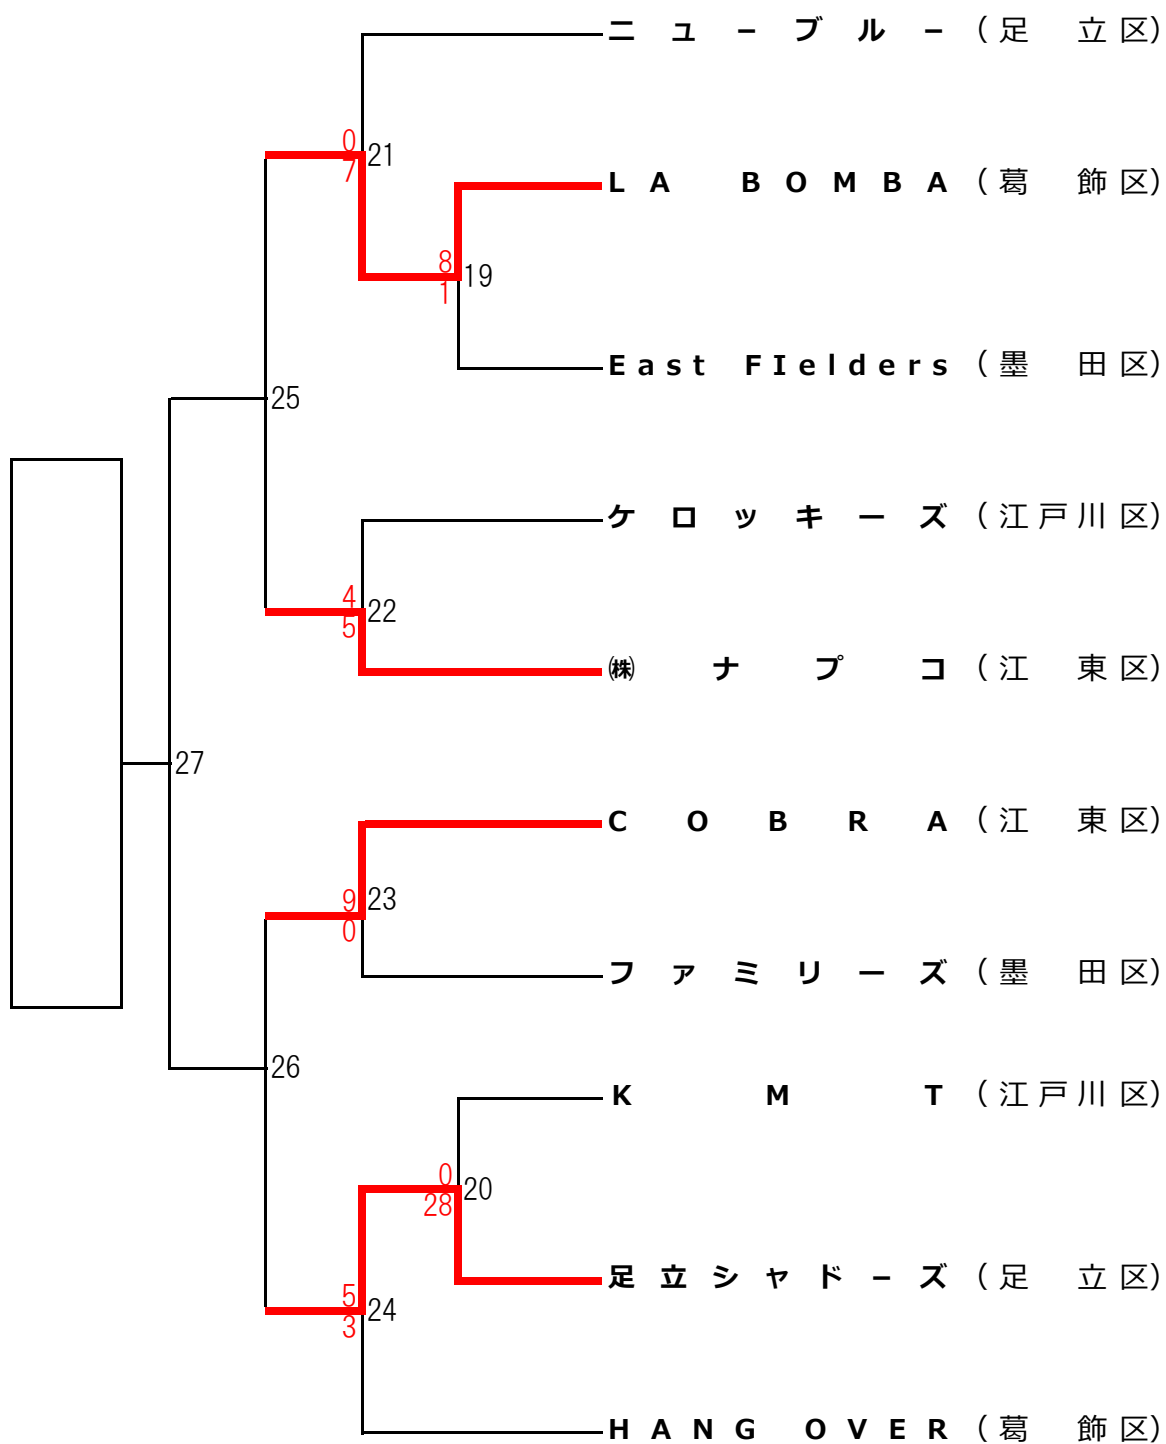 ニューブルー（足立区）
0
21
7
LA BOMBA（葛飾区）
8
19
1
East FIelders（墨田区）
25
ケロッキーズ（江戸川区）
4
22
5
㈱ナプコ（江東区）
27
COBRA（江東区）
9
23
0
ファミリーズ（墨田区）
26
KMT（江戸川区）
0
20
28
足立シャドーズ（足立区）
5
24
3
HANG OVER（葛飾区）